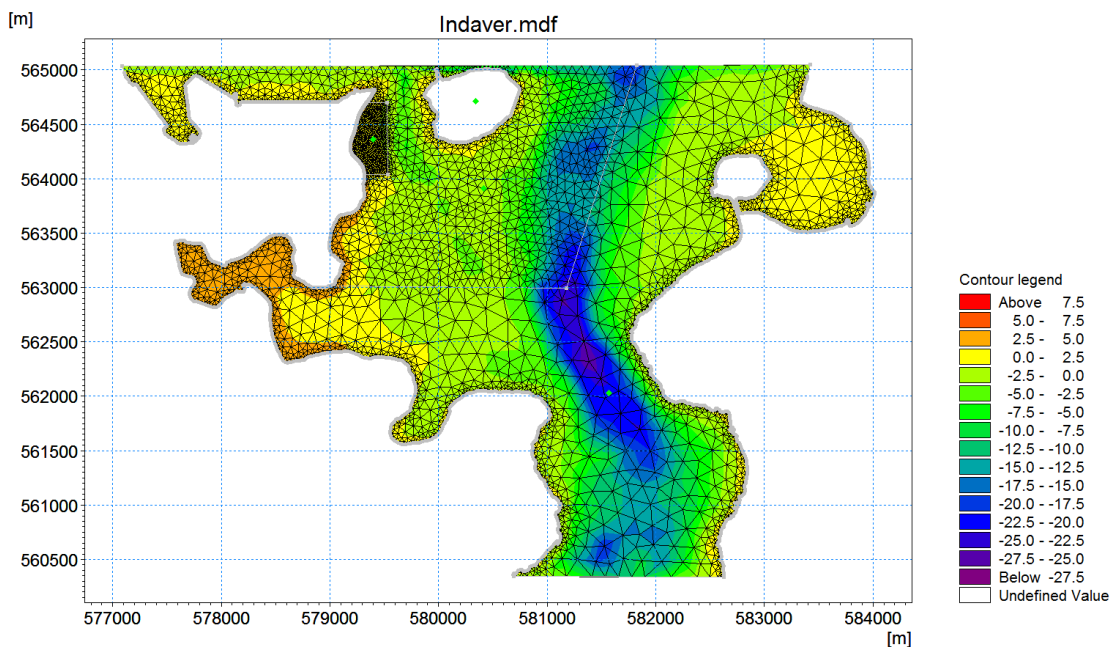 [m]
Indaver.mdf
565000
564500
564000
563500
563000
562500
562000
561500
561000
560500
577000 578000 579000 580000 581000 582000 583000 584000
[m]
Contour legend
Above 7.5
5.0 - 7.5
2.5 - 5.0
0.0 - 2.5
-2.5 - 0.0
-5.0 - -2.5
-7.5 - -5.0
-10.0 - -7.5
-12.5 - -10.0
-15.0 - -12.5
-17.5 - -15.0
-20.0 - -17.5
-22.5 - -20.0
-25.0 - -22.5
-27.5 - -25.0
Below -27.5
Undefined Value